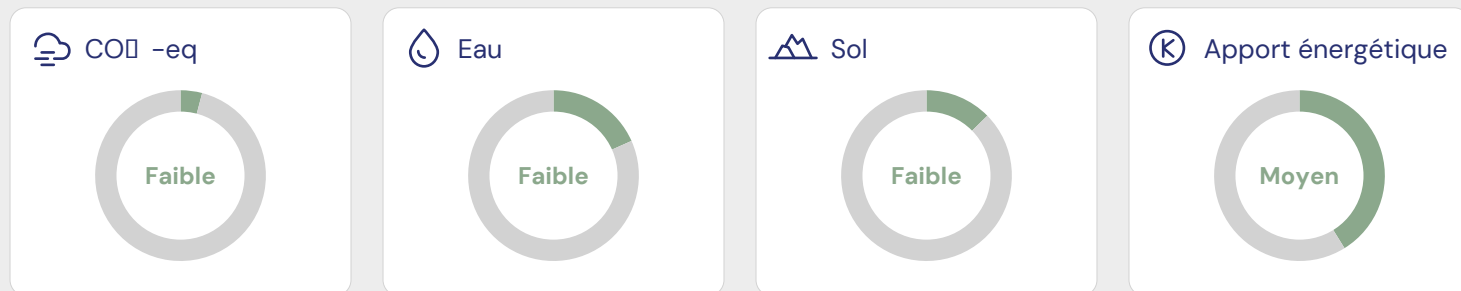 CO▯ -eq
Eau
Sol
Apport énergétique
Faible
Faible
Faible
Moyen